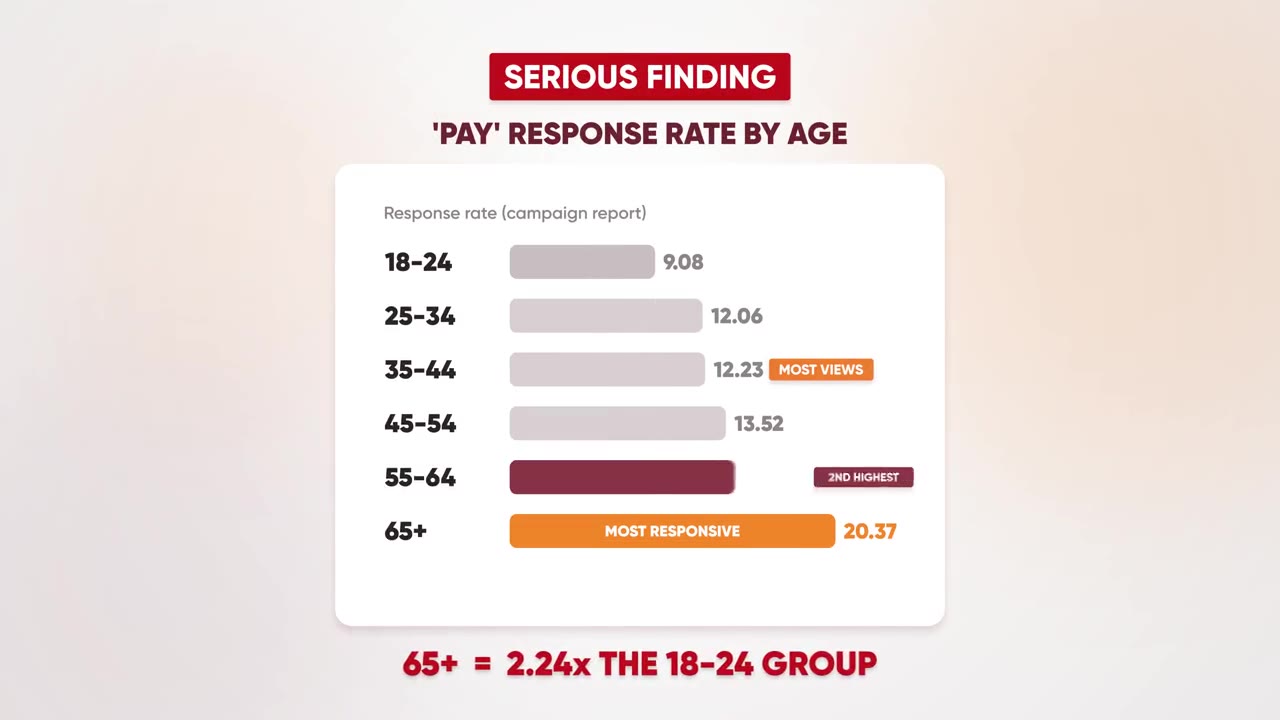 SERIOUS FINDING
'PAY' RESPONSE RATE BY AGE
Response rate (campaign report)
18-24 9.08
25-34 12.06
35-44 12.23 MOST VIEWS
45-54 13.52
55-64 2ND HIGHEST
65+ MOST RESPONSIVE 20.37
65+ = 2.24x THE 18-24 GROUP